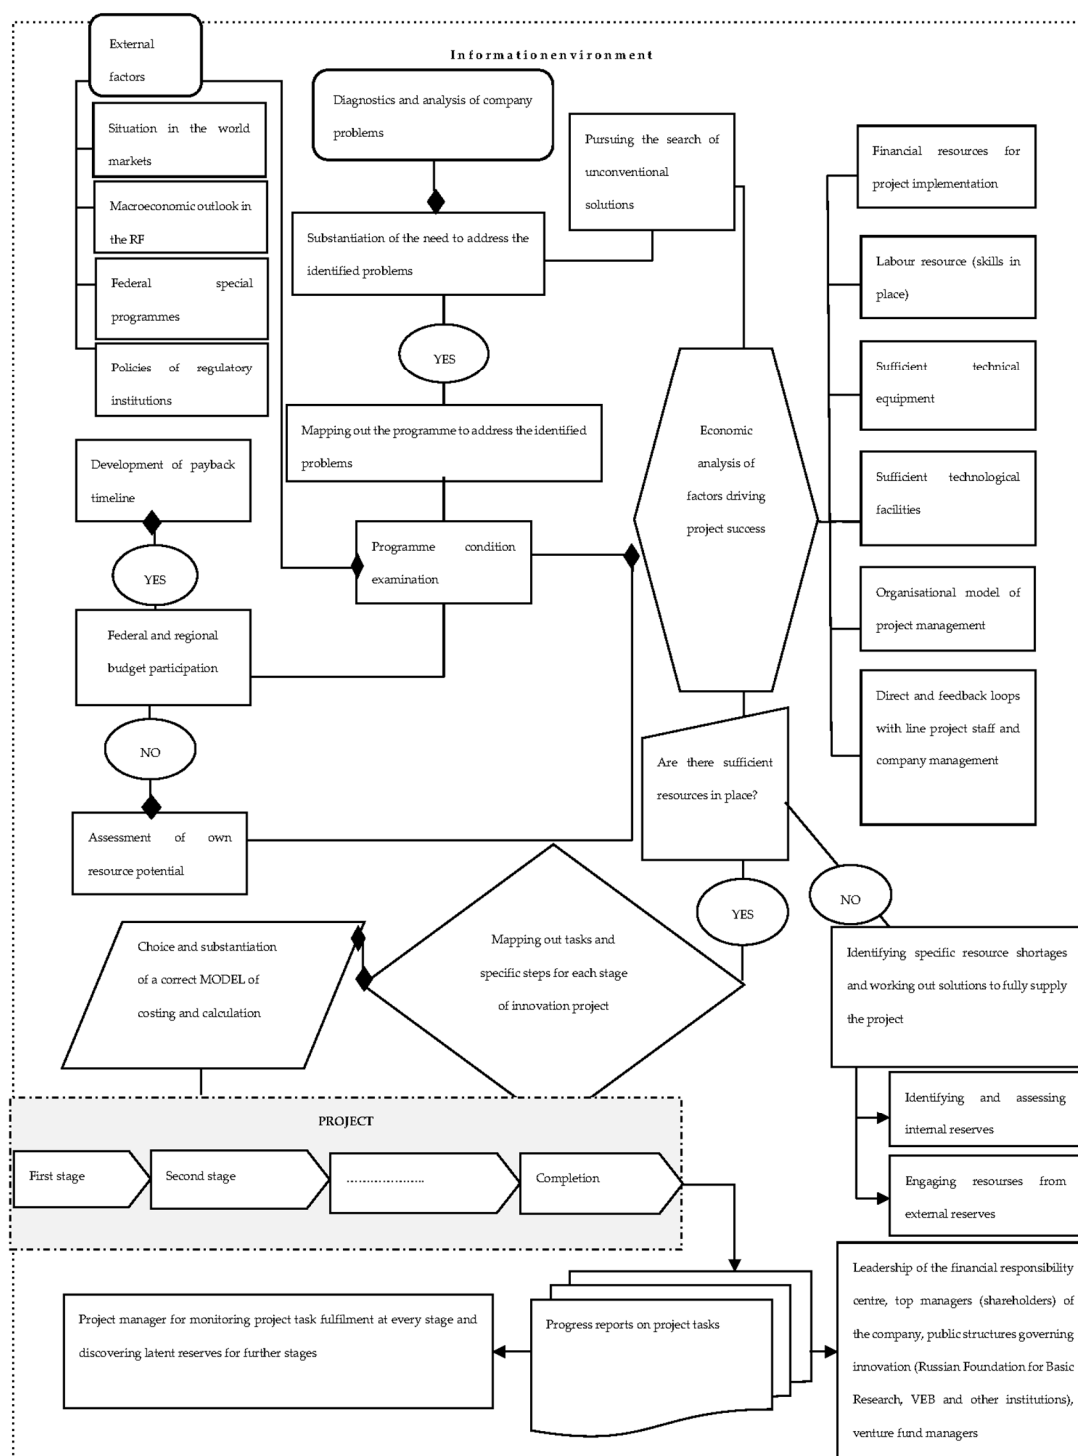 Informationenvironment
External
factors
Situation in the world
markets
Macroeconomic outlook in
the RF
Federal special
programmes
Policies of regulatory
institutions
Diagnostics and analysis of company
problems
Substantiation of the need to address the
identified problems
YES
Mapping out the programme to address the identified
problems
Programme condition
examination
Pursuing the search of
unconventional
solutions
Economic
analysis of
factors driving
project success
Financial resources for
project implementation
Labour resource (skills in
place)
Sufficient technical
equipment
Sufficient technological
facilities
Organisational model of
project management
Direct and feedback loops
with line project staff and
company management
Development of payback
timeline
YES
Federal and regional
budget participation
NO
Assessment of own
resource potential
Are there sufficient
resources in place?
YES
NO
Choice and substantiation
of a correct MODEL of
costing and calculation
Mapping out tasks and
specific steps for each stage
of innovation project
Identifying specific resource shortages
and working out solutions to fully supply
the project
Identifying and assessing
internal reserves
Engaging resourses from
external reserves
PROJECT
First stage
Second stage
.....................
Completion
Project manager for monitoring project task fulfilment at every stage and
discovering latent reserves for further stages
Progress reports on project tasks
Leadership of the financial responsibility
centre, top managers (shareholders) of
the company, public structures governing
innovation (Russian Foundation for Basic
Research, VEB and other institutions),
venture fund managers